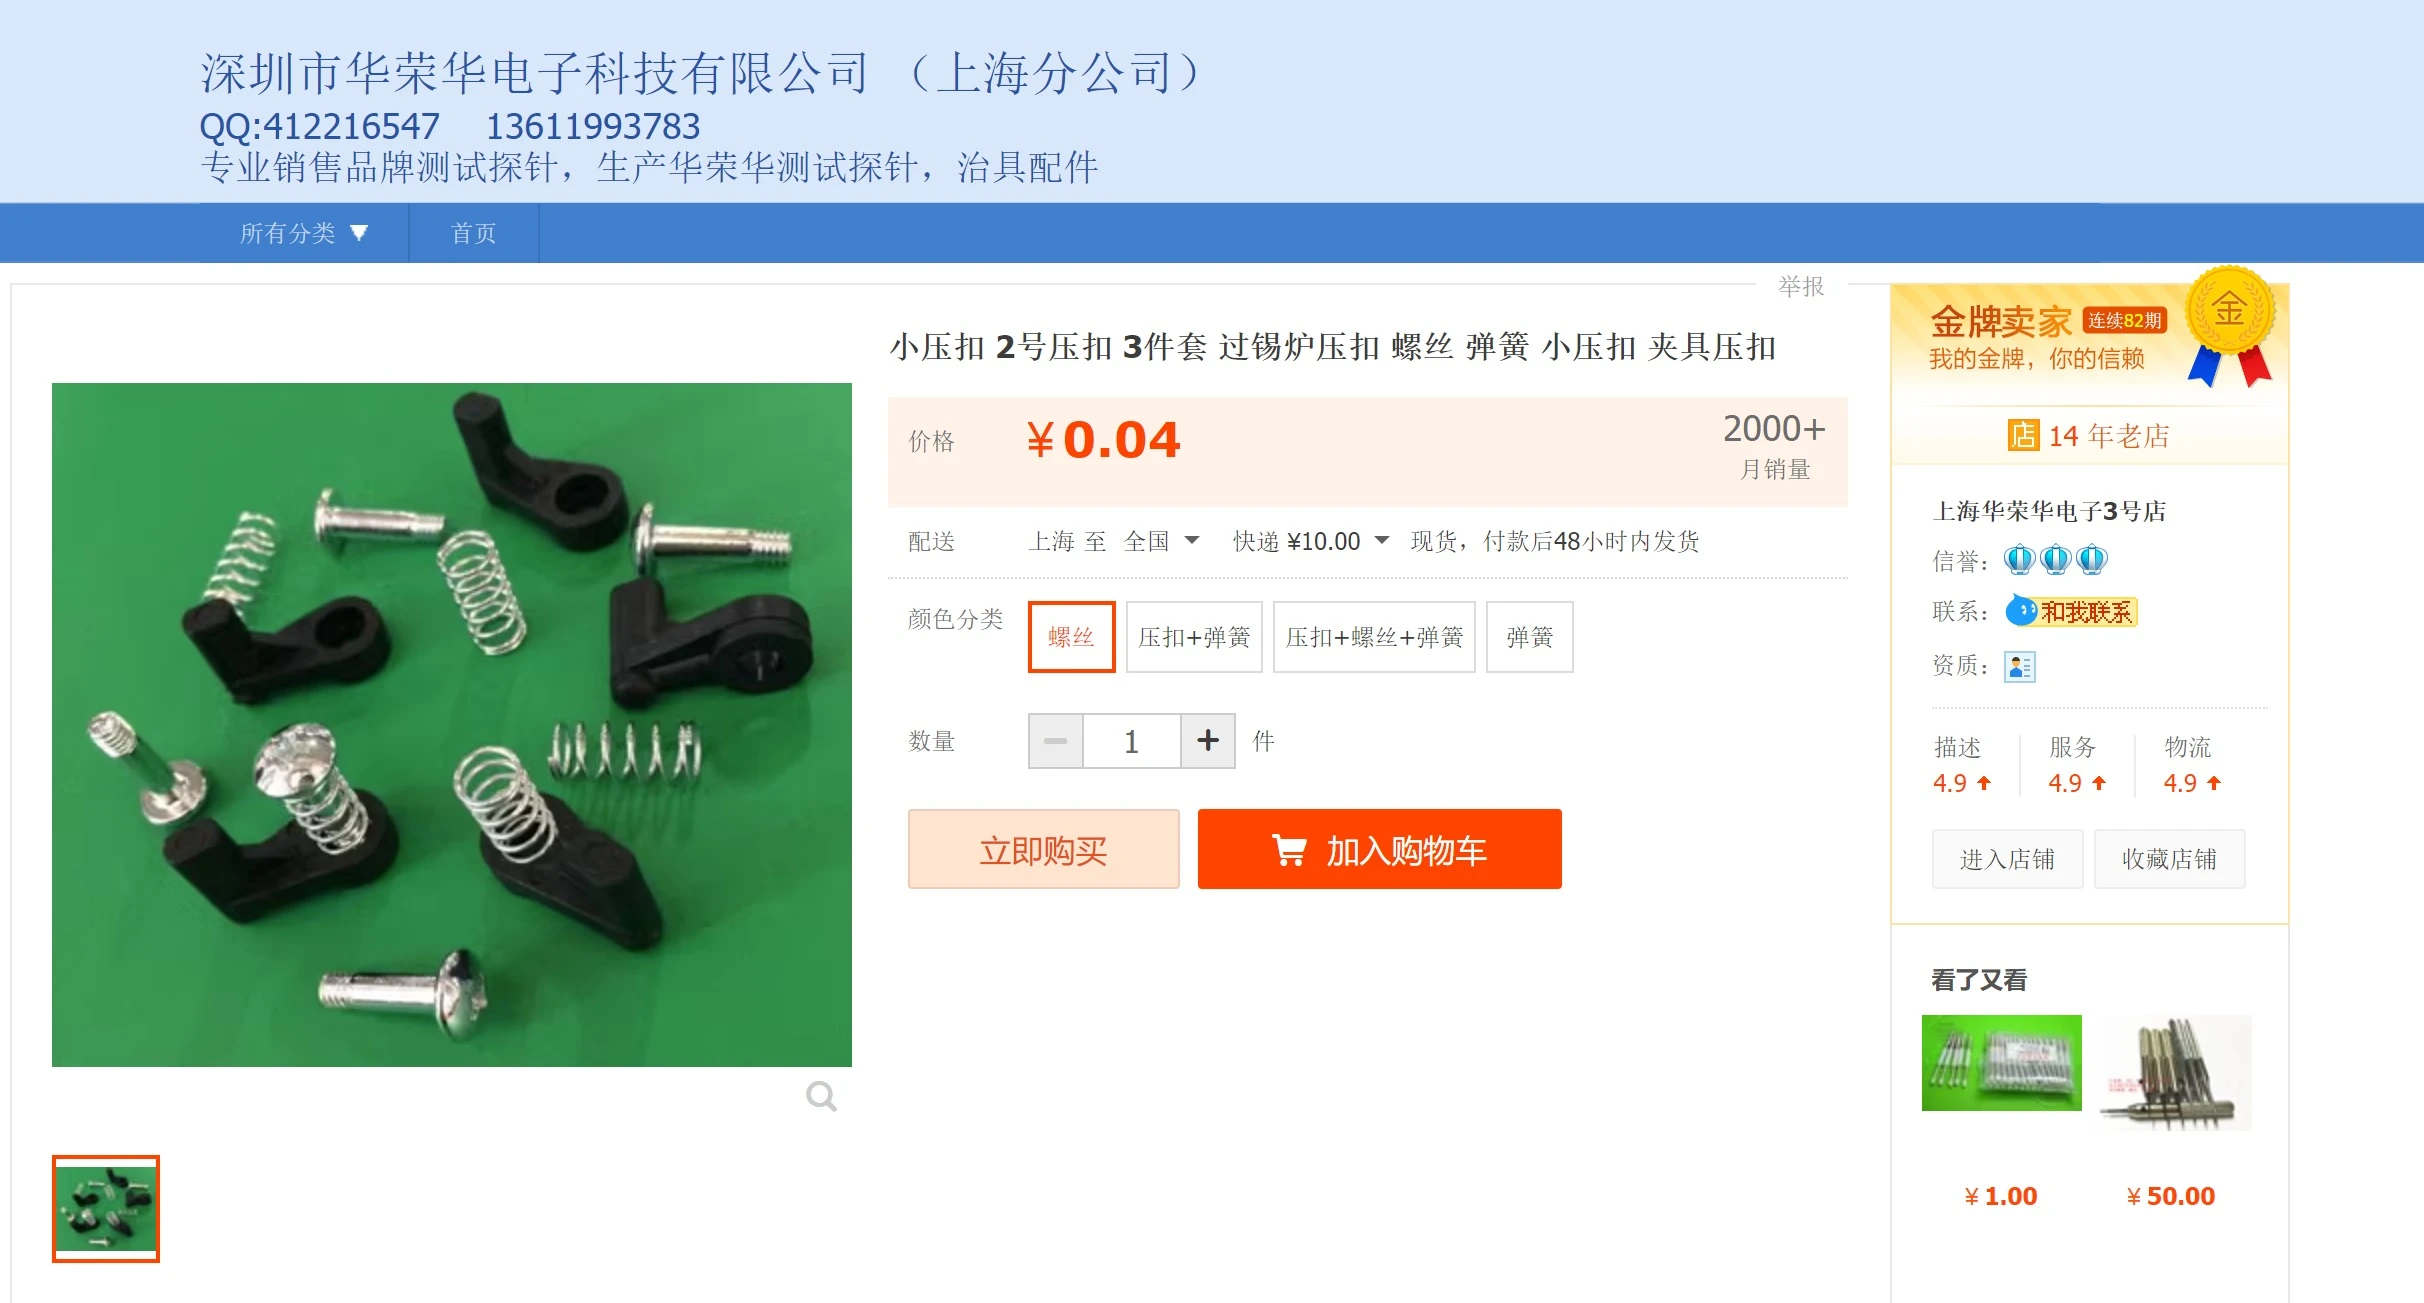 深圳市华荣华电子科技有限公司 （上海分公司）
QQ:412216547 13611993783
专业销售品牌测试探针，生产华荣华测试探针，治具配件
所有分类 首页
举报
小压扣 2号压扣 3件套 过锡炉压扣 螺丝 弹簧 小压扣 夹具压扣
价格 ¥0.04 2000+
月销量
配送 上海 至 全国 快递 ¥10.00 现货，付款后48小时内发货
颜色分类 螺丝 压扣+弹簧 压扣+螺丝+弹簧 弹簧
数量 1 件
立即购买 加入购物车
金牌卖家 连续82期 金
我的金牌，你的信赖
店 14 年老店
上海华荣华电子3号店
信誉：
联系： 和我联系
资质：
描述 服务 物流
4.9 4.9 4.9
进入店铺 收藏店铺
看了又看
¥1.00 ¥50.00